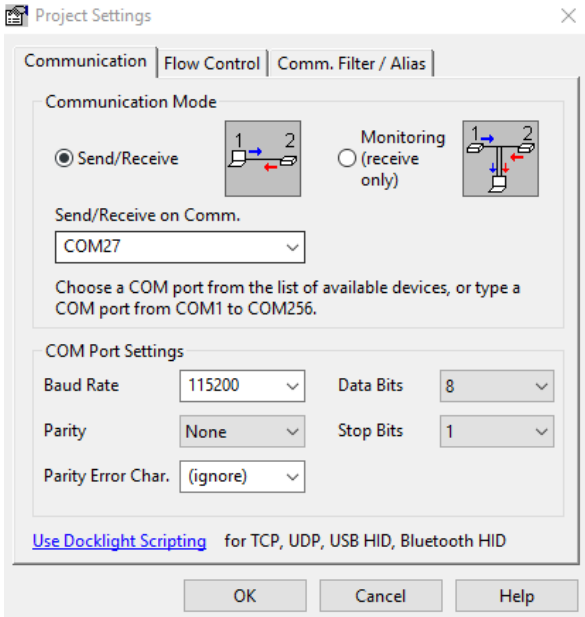 Project Settings
Communication
Flow Control
Comm. Filter / Alias
Communication Mode
Send/Receive
1 2
Monitoring
(receive
only)
1 2
Send/Receive on Comm.
COM27
Choose a COM port from the list of available devices, or type a
COM port from COM1 to COM256.
COM Port Settings
Baud Rate 115200 Data Bits 8
Parity None Stop Bits 1
Parity Error Char. (ignore)
Use Docklight Scripting for TCP, UDP, USB HID, Bluetooth HID
OK Cancel Help